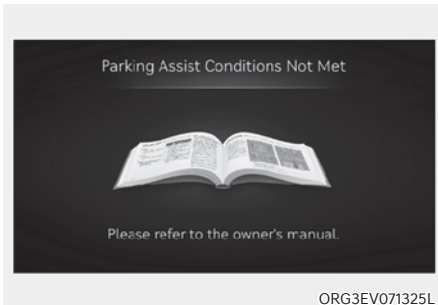 Parking Assist Conditions Not Met
Please refer to the owner's manual.
ORG3EV071325L